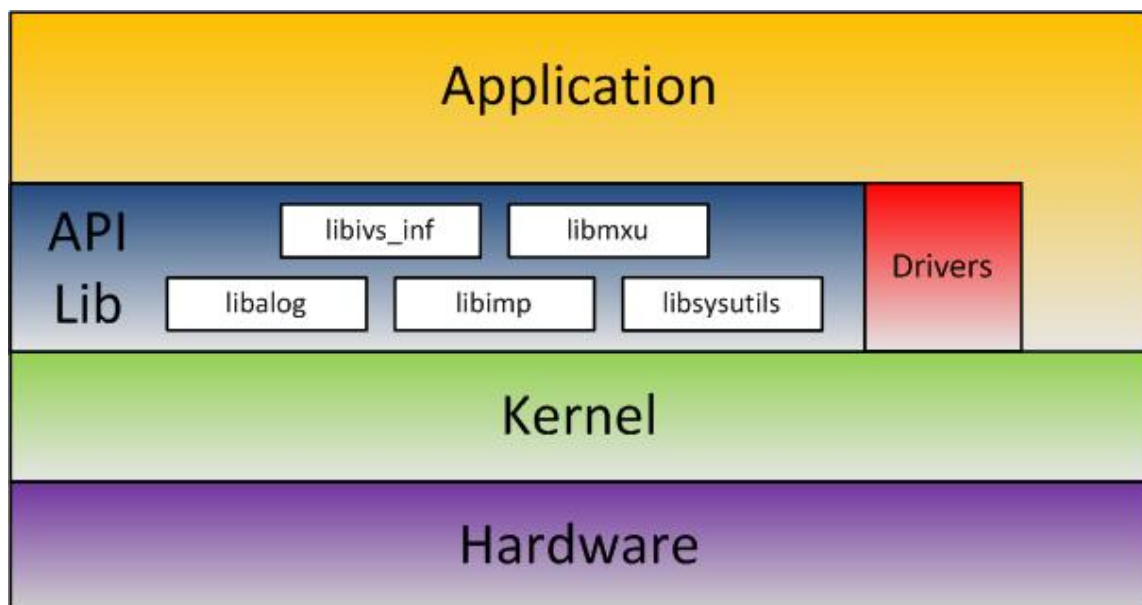 Application
API
libivs_inf libmxu
Drivers
Lib
libalog libimp libsysutils
Kernel
Hardware